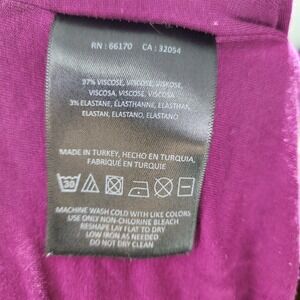 RN : 66170 CA : 32054
97% VISCOSE, VISCOSE, VISKOSE,
VISCOSA, VISCOSE, VISCOSA,
3% ELASTANE, ÉLASTHANNE, ELASTHAN,
ELASTAN, ELASTANO, ELASTANO
MADE IN TURKEY, HECHO EN TURQUIA,
FABRIQUÉ EN TURQUIE
30
MACHINE WASH COLD WITH LIKE COLORS
USE ONLY NON-CHLORINE BLEACH
RESHAPE LAY FLAT TO DRY
LOW IRON AS NEEDED
DO NOT DRY CLEAN